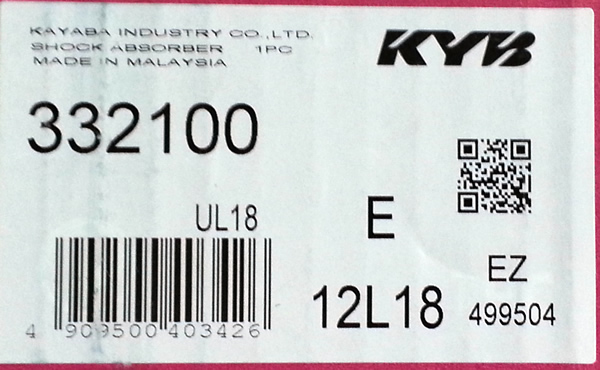 KAYABA INDUSTRY CO.,LTD.
SHOCK ABSORBER 1PC
MADE IN MALAYSIA
KYB
332100
UL18
E
EZ
12L18
499504
4 909500 403426